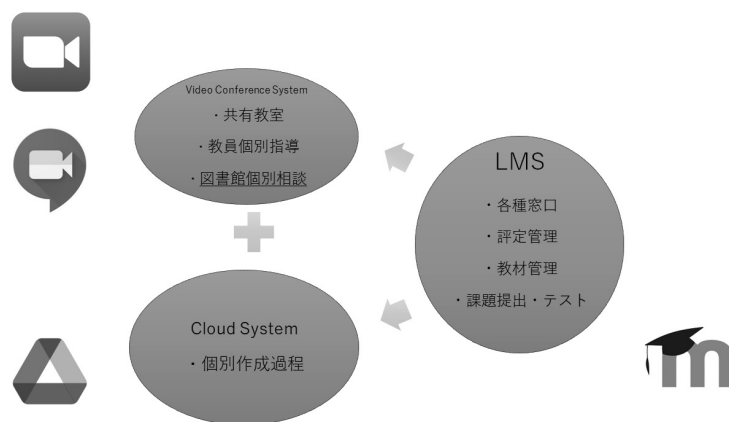 Video Conference System
・共有教室
・教員個別指導
・図書館個別相談
LMS
・各種窓口
・評定管理
・教材管理
・課題提出・テスト
Cloud System
・個別作成過程
m